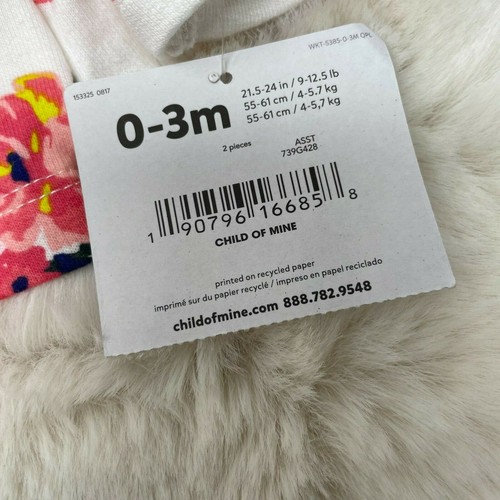 WKT-5385-0-3M QPL
153325 0817
0-3m
21.5-24 in / 9-12.5 lb
55-61 cm / 4-5.7 kg
55-61 cm / 4-5,7 kg
2 pieces
ASST
739G428
1 90796 16685 8
CHILD OF MINE
printed on recycled paper
imprimé sur du papier recyclé / impreso en papel reciclado
childofmine.com 888.782.9548